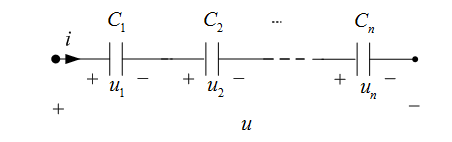 C₁ C₂ ... Cₙ
i
+ − + − + −
u₁ u₂ uₙ
+ −
u